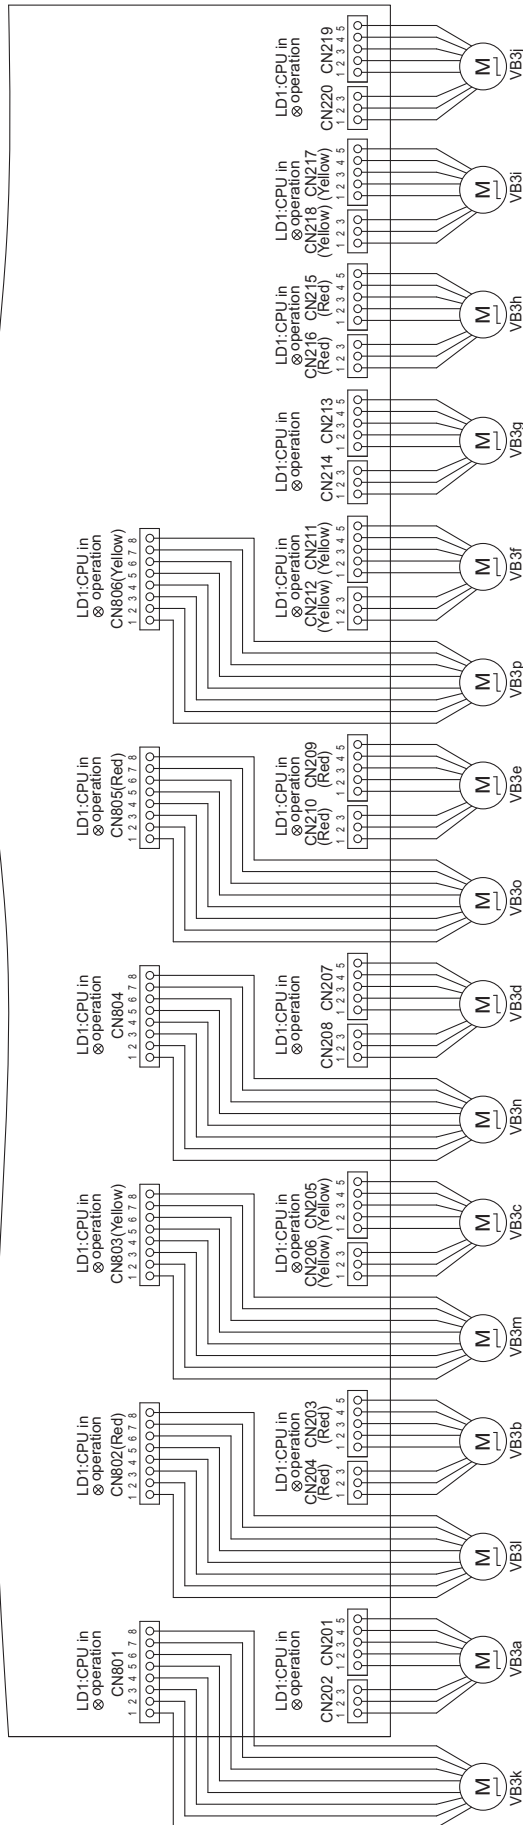 LD1:CPU in
⊗operation
CN801
1 2 3 4 5 6 7 8
LD1:CPU in
⊗operation
CN802(Red)
1 2 3 4 5 6 7 8
LD1:CPU in
⊗operation
CN803(Yellow)
1 2 3 4 5 6 7 8
LD1:CPU in
⊗operation
CN804
1 2 3 4 5 6 7 8
LD1:CPU in
⊗operation
CN805(Red)
1 2 3 4 5 6 7 8
LD1:CPU in
⊗operation
CN806(Yellow)
1 2 3 4 5 6 7 8
LD1:CPU in
⊗operation
CN202 CN201
1 2 3 1 2 3 4 5
LD1:CPU in
⊗operation
CN204 CN203
(Red) (Red)
1 2 3 1 2 3 4 5
LD1:CPU in
⊗operation
CN206 CN205
(Yellow) (Yellow)
1 2 3 1 2 3 4 5
LD1:CPU in
⊗operation
CN208 CN207
1 2 3 1 2 3 4 5
LD1:CPU in
⊗operation
CN210 CN209
(Red) (Red)
1 2 3 1 2 3 4 5
LD1:CPU in
⊗operation
CN212 CN211
(Yellow) (Yellow)
1 2 3 1 2 3 4 5
LD1:CPU in
⊗operation
CN214 CN213
1 2 3 1 2 3 4 5
LD1:CPU in
⊗operation
CN216 CN215
(Red) (Red)
1 2 3 1 2 3 4 5
LD1:CPU in
⊗operation
CN218 CN217
(Yellow) (Yellow)
1 2 3 1 2 3 4 5
LD1:CPU in
⊗operation
CN220 CN219
1 2 3 1 2 3 4 5
M M M M M M M M M M M M M M M M
VB3k VB3a VB3l VB3b VB3m VB3c VB3n VB3d VB3o VB3e VB3p VB3f VB3g VB3h VB3i VB3j